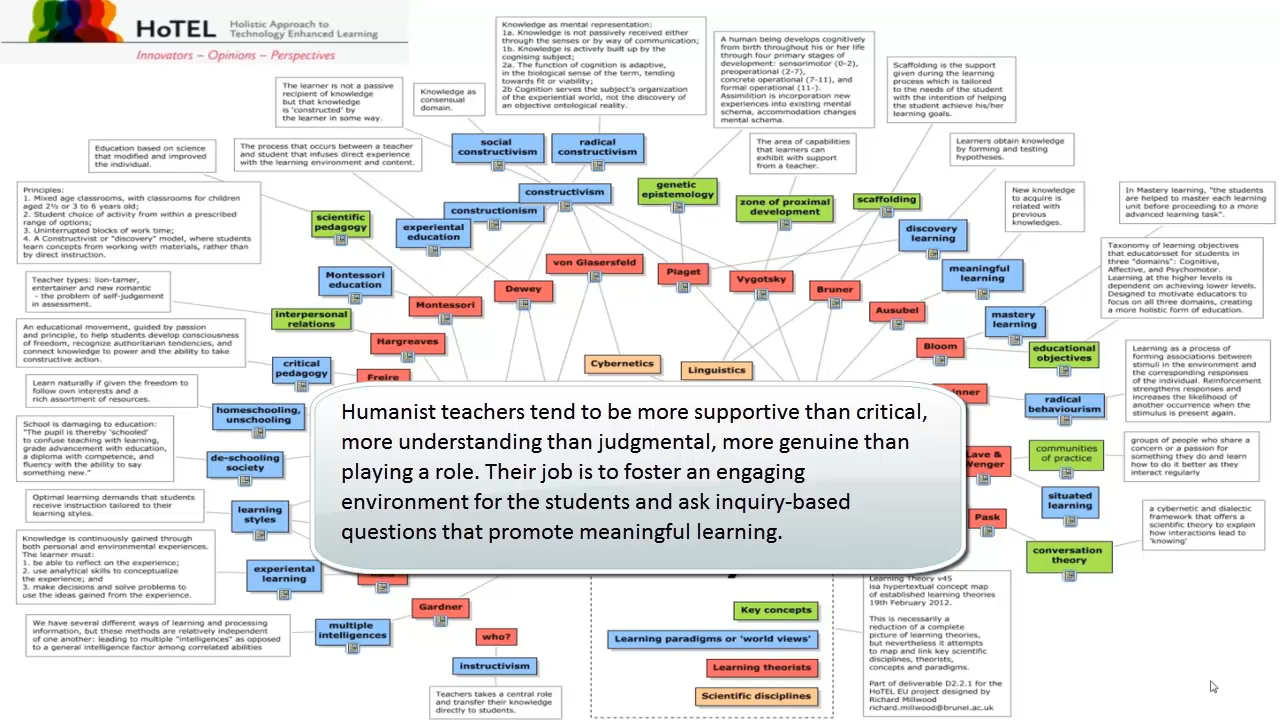 HoTEL
Holistic Approach to
Technology Enhanced Learning
Innovators – Opinions – Perspectives
Knowledge as mental representation:
1a. Knowledge is not passively received either
through the senses or by way of communication;
1b. Knowledge is actively built up by the
cognising subject;
2a. The function of cognition is adaptive,
in the biological sense of the term, tending
towards fit or viability;
2b Cognition serves the subject's organization
of the experiential world, not the discovery of
an objective ontological reality.
A human being develops cognitively
from birth throughout his or her life
through four primary stages of
development: sensorimotor (0-2),
preoperational (2-7),
concrete operational (7-11), and
formal operational (11-).
Assimilition is incorporation new
experiences into existing mental
schema, accommodation changes
mental schema.
Scaffolding is the support
given during the learning
process which is tailored
to the needs of the student
with the intention of helping
the student achieve his/her
learning goals.
The learner is not a passive
recipient of knowledge
but that knowledge
is 'constructed' by
the learner in some way.
Knowledge as
consensual
domain.
Education based on science
that modified and improved
the individual.
The process that occurs between a teacher
and student that infuses direct experience
with the learning environment and content.
social
constructivism
radical
constructivism
The area of capabilities
that learners can
exhibit with support
from a teacher.
Learners obtain knowledge
by forming and testing
hypotheses.
Principles:
1. Mixed age classrooms, with classrooms for children
aged 2½ or 3 to 6 years old;
2. Student choice of activity from within a prescribed
range of options;
3. Uninterrupted blocks of work time;
4. A Constructivist or "discovery" model, where students
learn concepts from working with materials, rather than
by direct instruction.
scientific
pedagogy
experiential
education
constructionism
constructivism
genetic
epistemology
zone of proximal
development
scaffolding
discovery
learning
New knowledge
to acquire is
related with
previous
knowledges.
In Mastery learning, "the students
are helped to master each learning
unit before proceeding to a more
advanced learning task".
Taxonomy of learning objectives
that educatorsset for students in
three "domains": Cognitive,
Affective, and Psychomotor.
Learning at the higher levels is
dependent on achieving lower levels.
Designed to motivate educators to
focus on all three domains, creating
a more holistic form of education.
Teacher types: lion-tamer,
entertainer and new romantic
- the problem of self-judgement
in assessment.
Montessori
education
Montessori
Dewey
von Glasersfeld
Piaget
Vygotsky
Bruner
Ausubel
meaningful
learning
mastery
learning
interpersonal
relations
Hargreaves
Bloom
educational
objectives
An educational movement, guided by passion
and principle, to help students develop consciousness
of freedom, recognize authoritarian tendencies, and
connect knowledge to power and the ability to take
constructive action.
critical
pedagogy
Freire
Cybernetics
Linguistics
Learning as a process of
forming associations between
stimuli in the environment and
the corresponding responses
of the individual. Reinforcement
strengthens responses and
increases the likelihood of
another occurrence when the
stimulus is present again.
Learn naturally if given the freedom to
follow own interests and a
rich assortment of resources.
homeschooling,
unschooling
inner
radical
behaviourism
School is damaging to education:
"The pupil is thereby 'schooled'
to confuse teaching with learning,
grade advancement with education,
a diploma with competence, and
fluency with the ability to say
something new."
de-schooling
society
Humanist teachers tend to be more supportive than critical,
more understanding than judgmental, more genuine than
playing a role. Their job is to foster an engaging
environment for the students and ask inquiry-based
questions that promote meaningful learning.
Lave &
Wenger
communities
of practice
groups of people who share a
concern or a passion for
something they do and learn
how to do it better as they
interact regularly
Optimal learning demands that students
receive instruction tailored to their
learning styles.
learning
styles
Pask
situated
learning
a cybernetic and dialectic
framework that offers a
scientific theory to explain
how interactions lead to
'knowing'
Knowledge is continuously gained through
both personal and environmental experiences.
The learner must:
1. be able to reflect on the experience;
2. use analytical skills to conceptualize
the experience; and
3. make decisions and solve problems to
use the ideas gained from the experience.
experiential
learning
conversation
theory
We have several different ways of learning and processing
information, but these methods are relatively independent
of one another: leading to multiple "intelligences" as opposed
to a general intelligence factor among correlated abilities
multiple
intelligences
Gardner
who?
instructivism
Teachers takes a central role
and transfer their knowledge
directly to students.
Key concepts
Learning paradigms or 'world views'
Learning theorists
Scientific disciplines
Learning Theory v45
isa hypertextual concept map
of established learning theories
19th February 2012.
This is necessarily a
reduction of a complete
picture of learning theories,
but nevertheless it attempts
to map and link key scientific
disciplines, theorists,
concepts and paradigms.
Part of deliverable D2.2.1 for the
HoTEL EU project designed by
Richard Millwood
richard.millwood@brunel.ac.uk